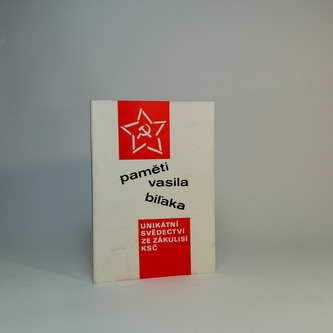 paměti
vasila
biľaka
UNIKÁTNÍ
SVĚDECTVÍ
ZE ZÁKULISÍ
KSČ